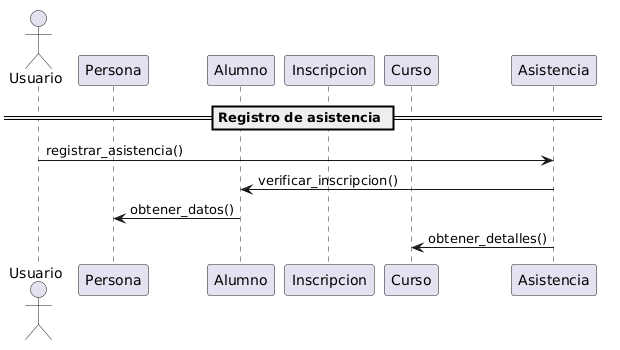 Usuario
Persona
Alumno
Inscripcion
Curso
Asistencia
Registro de asistencia
registrar_asistencia()
verificar_inscripcion()
obtener_datos()
obtener_detalles()
Usuario
Persona
Alumno
Inscripcion
Curso
Asistencia